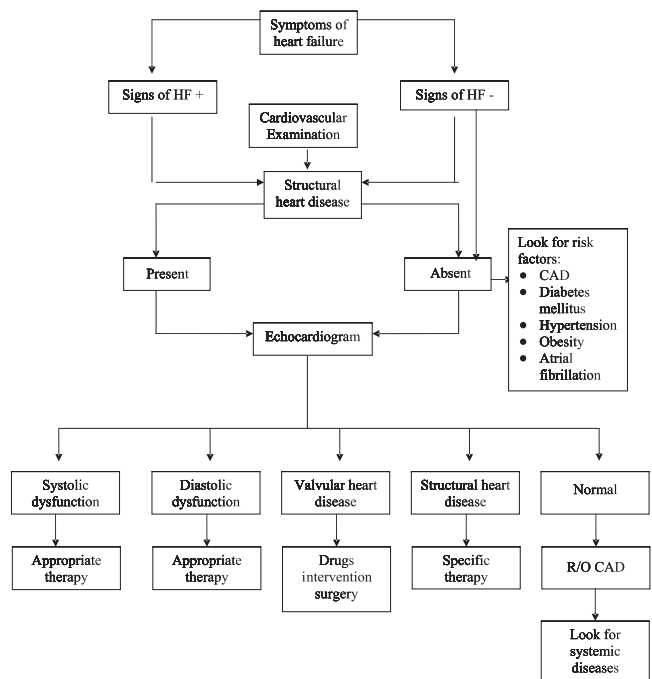 Symptoms of
heart failure
Signs of HF +
Signs of HF -
Cardiovascular
Examination
Structural
heart disease
Present
Absent
Look for risk
factors:
● CAD
● Diabetes
mellitus
● Hypertension
● Obesity
● Atrial
fibrillation
Echocardiogram
Systolic
dysfunction
Diastolic
dysfunction
Valvular heart
disease
Structural heart
disease
Normal
Appropriate
therapy
Appropriate
therapy
Drugs
intervention
surgery
Specific
therapy
R/O CAD
Look for
systemic
diseases